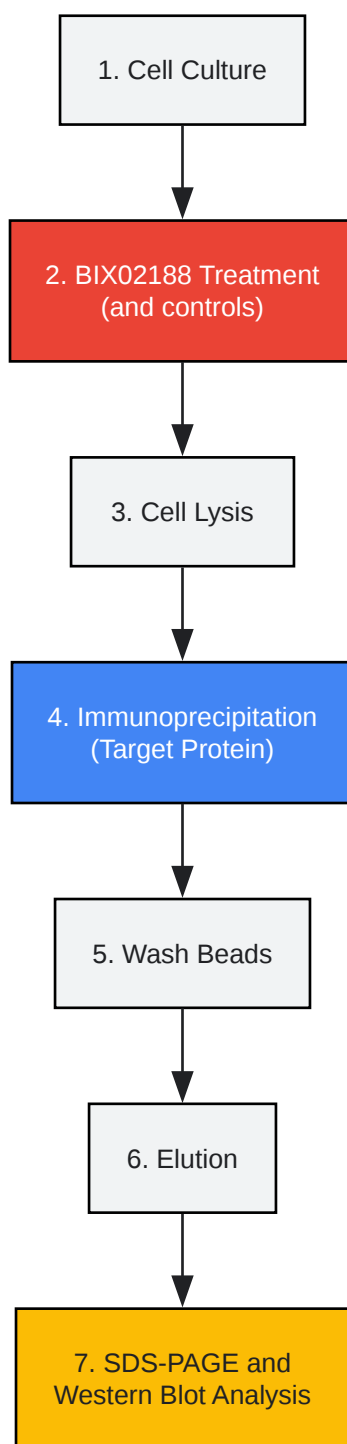 1. Cell Culture
2. BIX02188 Treatment
(and controls)
3. Cell Lysis
4. Immunoprecipitation
(Target Protein)
5. Wash Beads
6. Elution
7. SDS-PAGE and
Western Blot Analysis